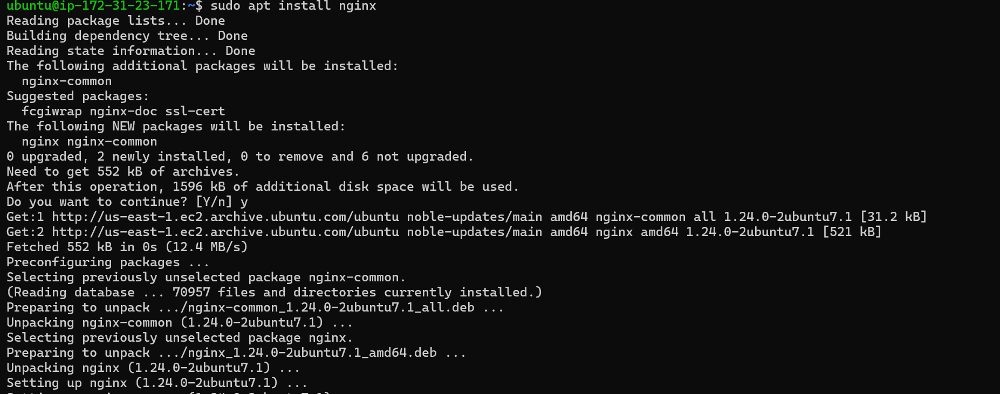 ubuntu@ip-172-31-23-171:~$ sudo apt install nginx
Reading package lists... Done
Building dependency tree... Done
Reading state information... Done
The following additional packages will be installed:
  nginx-common
Suggested packages:
  fcgiwrap nginx-doc ssl-cert
The following NEW packages will be installed:
  nginx nginx-common
0 upgraded, 2 newly installed, 0 to remove and 6 not upgraded.
Need to get 552 kB of archives.
After this operation, 1596 kB of additional disk space will be used.
Do you want to continue? [Y/n] y
Get:1 http://us-east-1.ec2.archive.ubuntu.com/ubuntu noble-updates/main amd64 nginx-common all 1.24.0-2ubuntu7.1 [31.2 kB]
Get:2 http://us-east-1.ec2.archive.ubuntu.com/ubuntu noble-updates/main amd64 nginx amd64 1.24.0-2ubuntu7.1 [521 kB]
Fetched 552 kB in 0s (12.4 MB/s)
Preconfiguring packages ...
Selecting previously unselected package nginx-common.
(Reading database ... 70957 files and directories currently installed.)
Preparing to unpack .../nginx-common_1.24.0-2ubuntu7.1_all.deb ...
Unpacking nginx-common (1.24.0-2ubuntu7.1) ...
Selecting previously unselected package nginx.
Preparing to unpack .../nginx_1.24.0-2ubuntu7.1_amd64.deb ...
Unpacking nginx (1.24.0-2ubuntu7.1) ...
Setting up nginx (1.24.0-2ubuntu7.1) ...